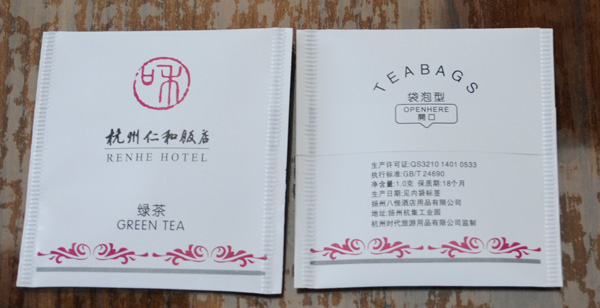 和
杭州仁和饭店
RENHE HOTEL
绿茶
GREEN TEA
TEABAGS
袋泡型
OPENHERE
開口
生产许可证:QS3210 1401 0533
执行标准:GB/T 24690
净含量:1.0克 保质期:18个月
生产日期:见内袋标签
扬州八怪酒店用品有限公司
地址:扬州杭集工业园
杭州时代旅游用品有限公司监制